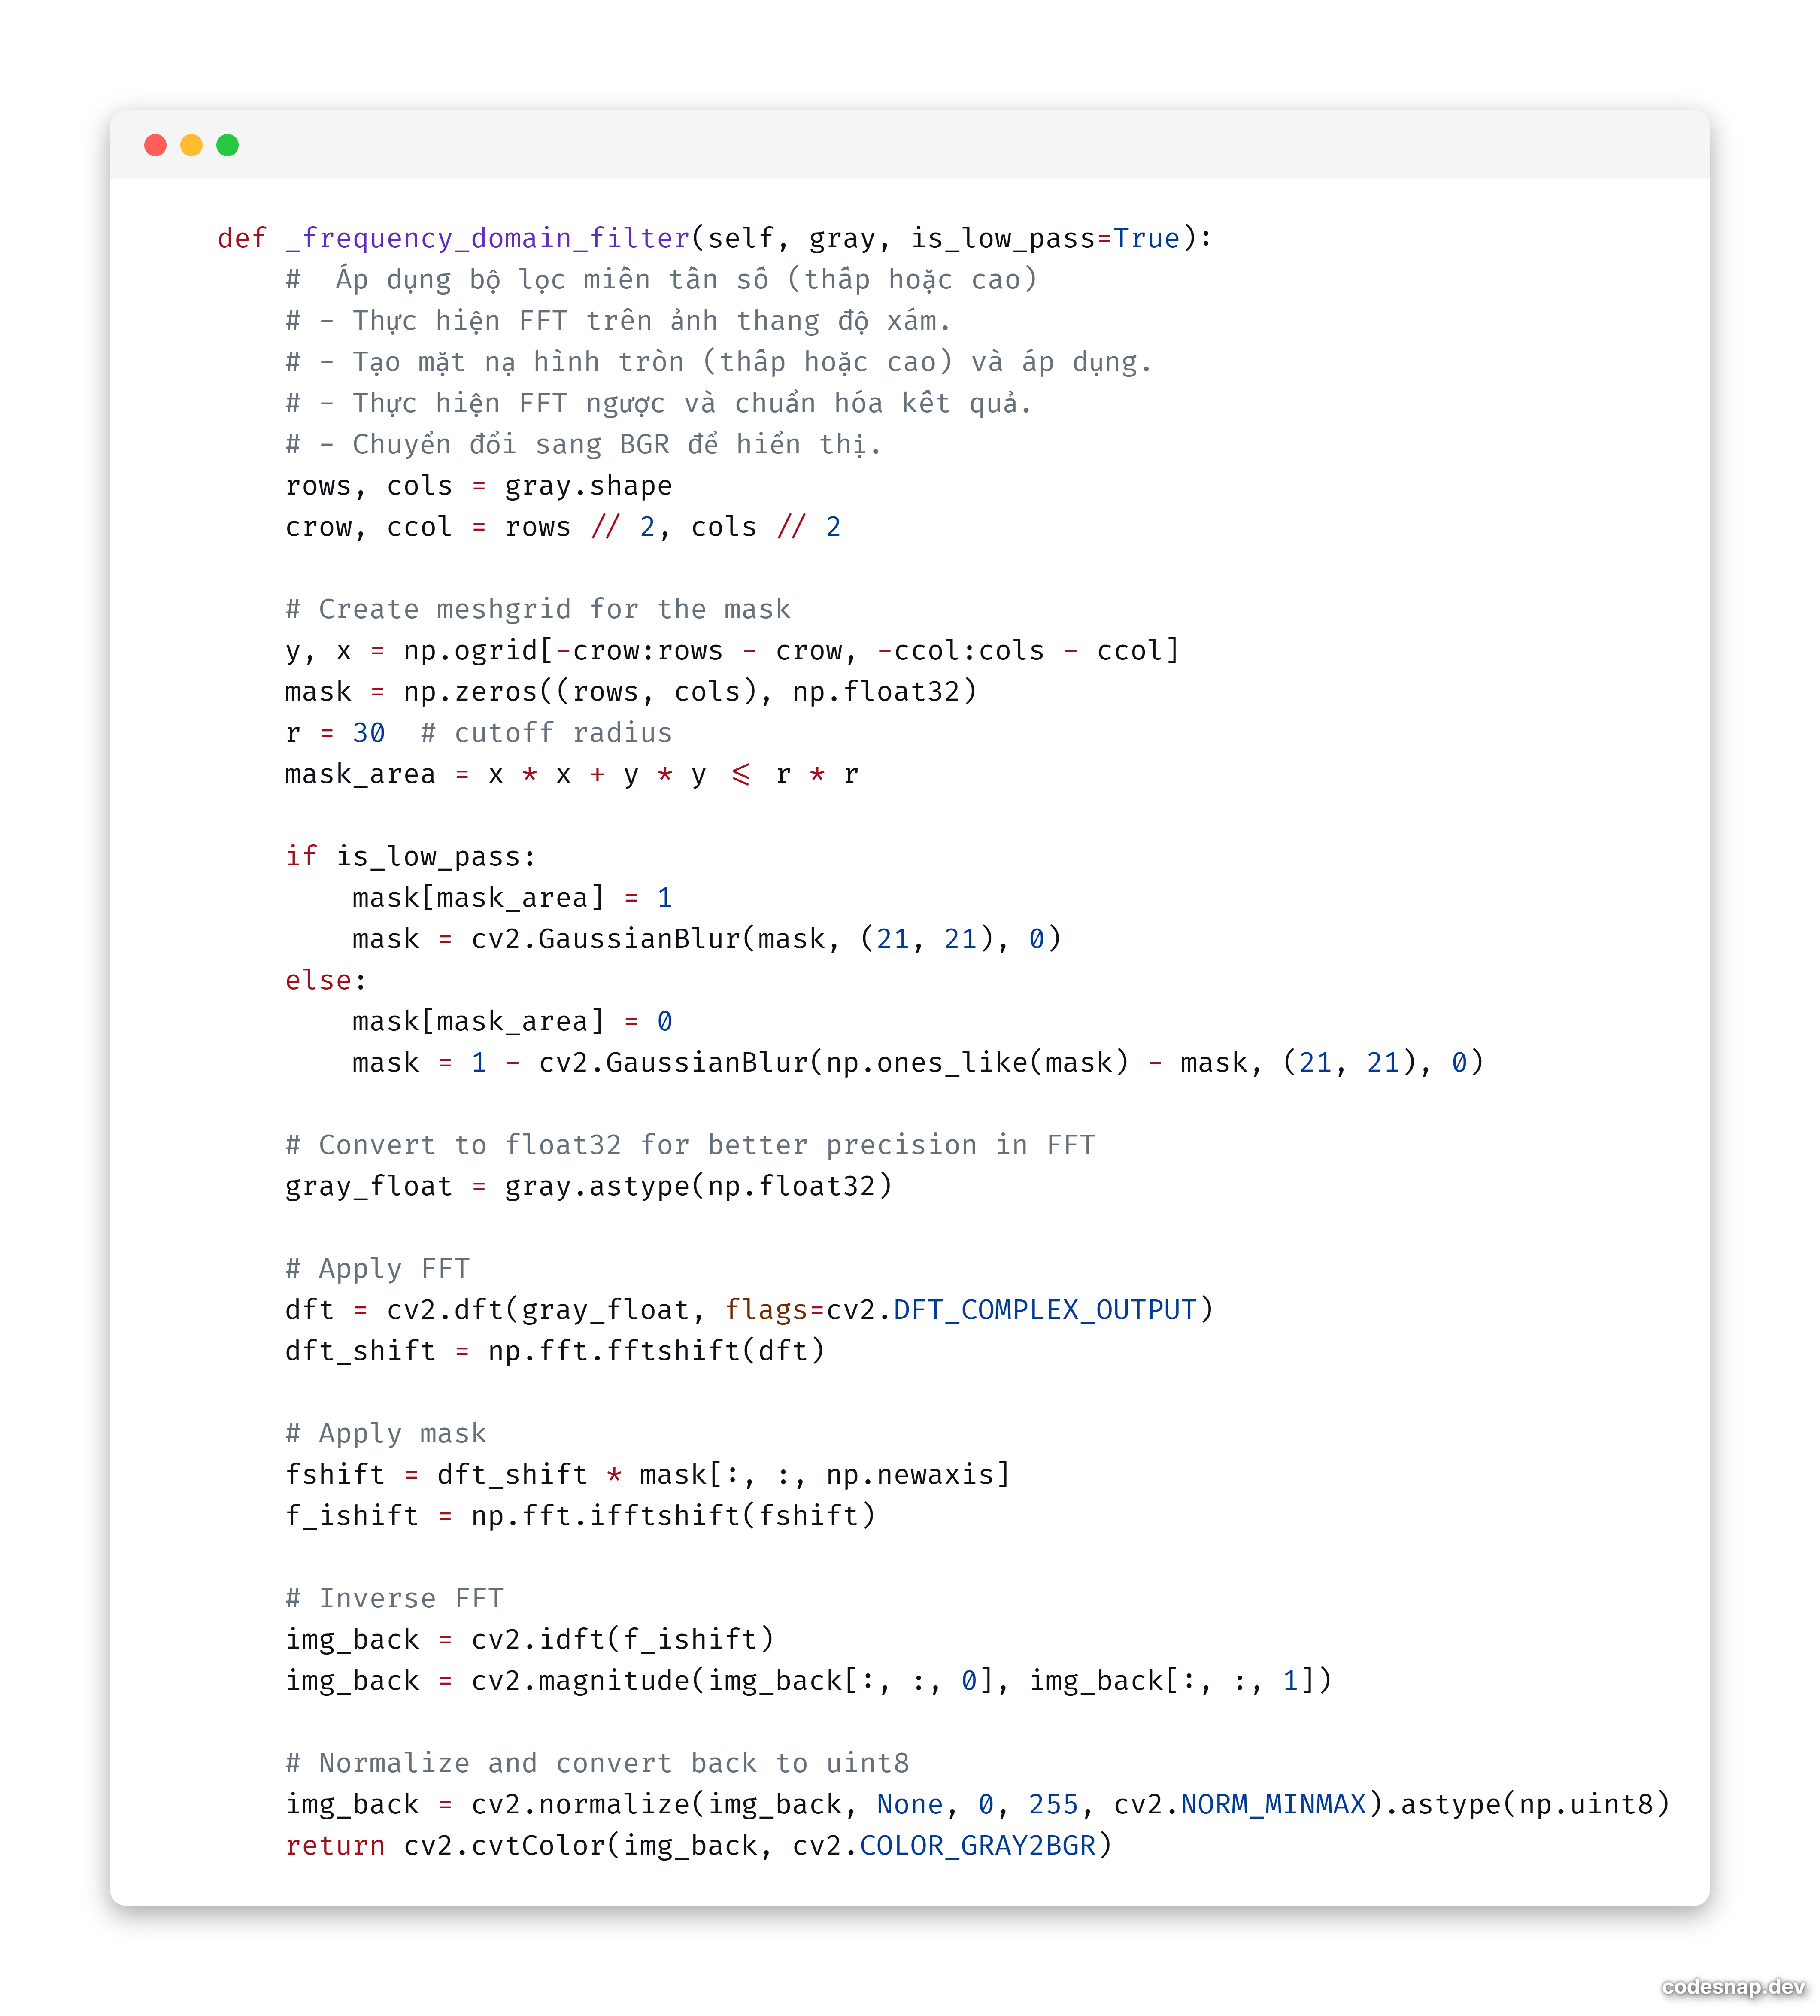 def _frequency_domain_filter(self, gray, is_low_pass=True):
    #  Áp dụng bộ lọc miền tần số (thấp hoặc cao)
    # - Thực hiện FFT trên ảnh thang độ xám.
    # - Tạo mặt nạ hình tròn (thấp hoặc cao) và áp dụng.
    # - Thực hiện FFT ngược và chuẩn hóa kết quả.
    # - Chuyển đổi sang BGR để hiển thị.
    rows, cols = gray.shape
    crow, ccol = rows // 2, cols // 2

    # Create meshgrid for the mask
    y, x = np.ogrid[-crow:rows - crow, -ccol:cols - ccol]
    mask = np.zeros((rows, cols), np.float32)
    r = 30  # cutoff radius
    mask_area = x * x + y * y <= r * r

    if is_low_pass:
        mask[mask_area] = 1
        mask = cv2.GaussianBlur(mask, (21, 21), 0)
    else:
        mask[mask_area] = 0
        mask = 1 - cv2.GaussianBlur(np.ones_like(mask) - mask, (21, 21), 0)

    # Convert to float32 for better precision in FFT
    gray_float = gray.astype(np.float32)

    # Apply FFT
    dft = cv2.dft(gray_float, flags=cv2.DFT_COMPLEX_OUTPUT)
    dft_shift = np.fft.fftshift(dft)

    # Apply mask
    fshift = dft_shift * mask[:, :, np.newaxis]
    f_ishift = np.fft.ifftshift(fshift)

    # Inverse FFT
    img_back = cv2.idft(f_ishift)
    img_back = cv2.magnitude(img_back[:, :, 0], img_back[:, :, 1])

    # Normalize and convert back to uint8
    img_back = cv2.normalize(img_back, None, 0, 255, cv2.NORM_MINMAX).astype(np.uint8)
    return cv2.cvtColor(img_back, cv2.COLOR_GRAY2BGR)
codesnap.dev